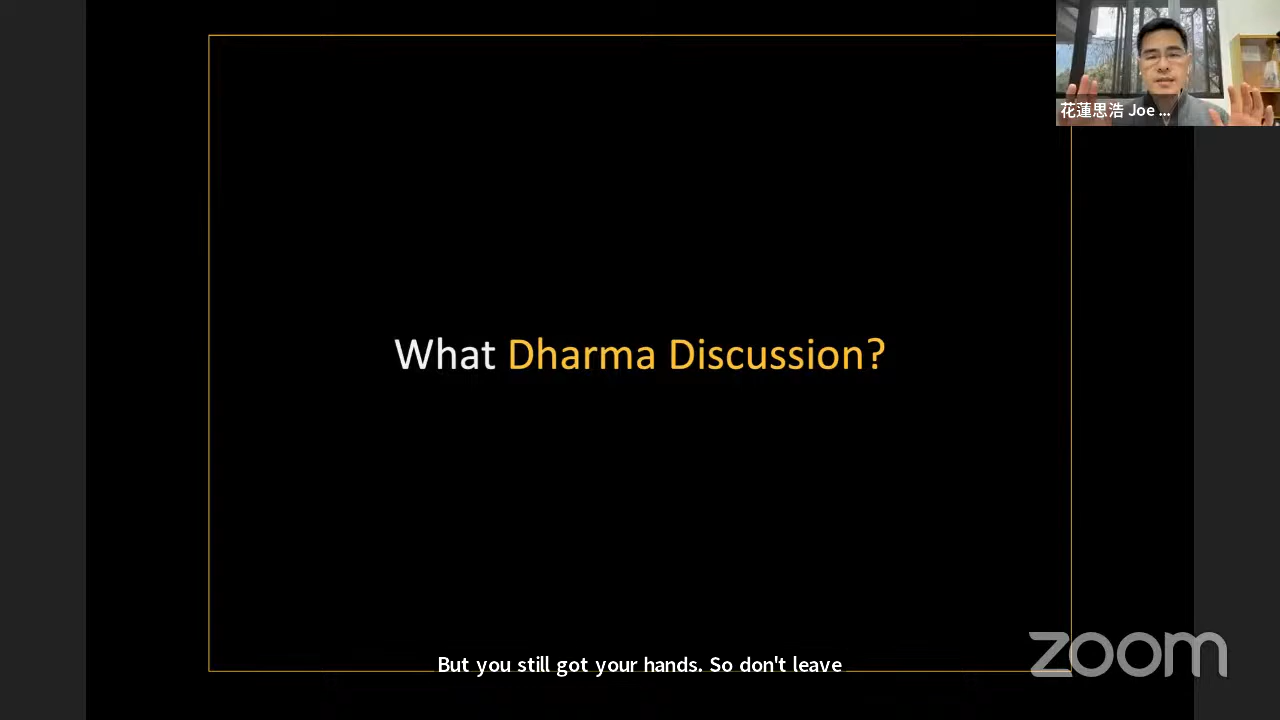 花蓮思浩 Joe ...
What Dharma Discussion?
But you still got your hands. So don't leave
zoom